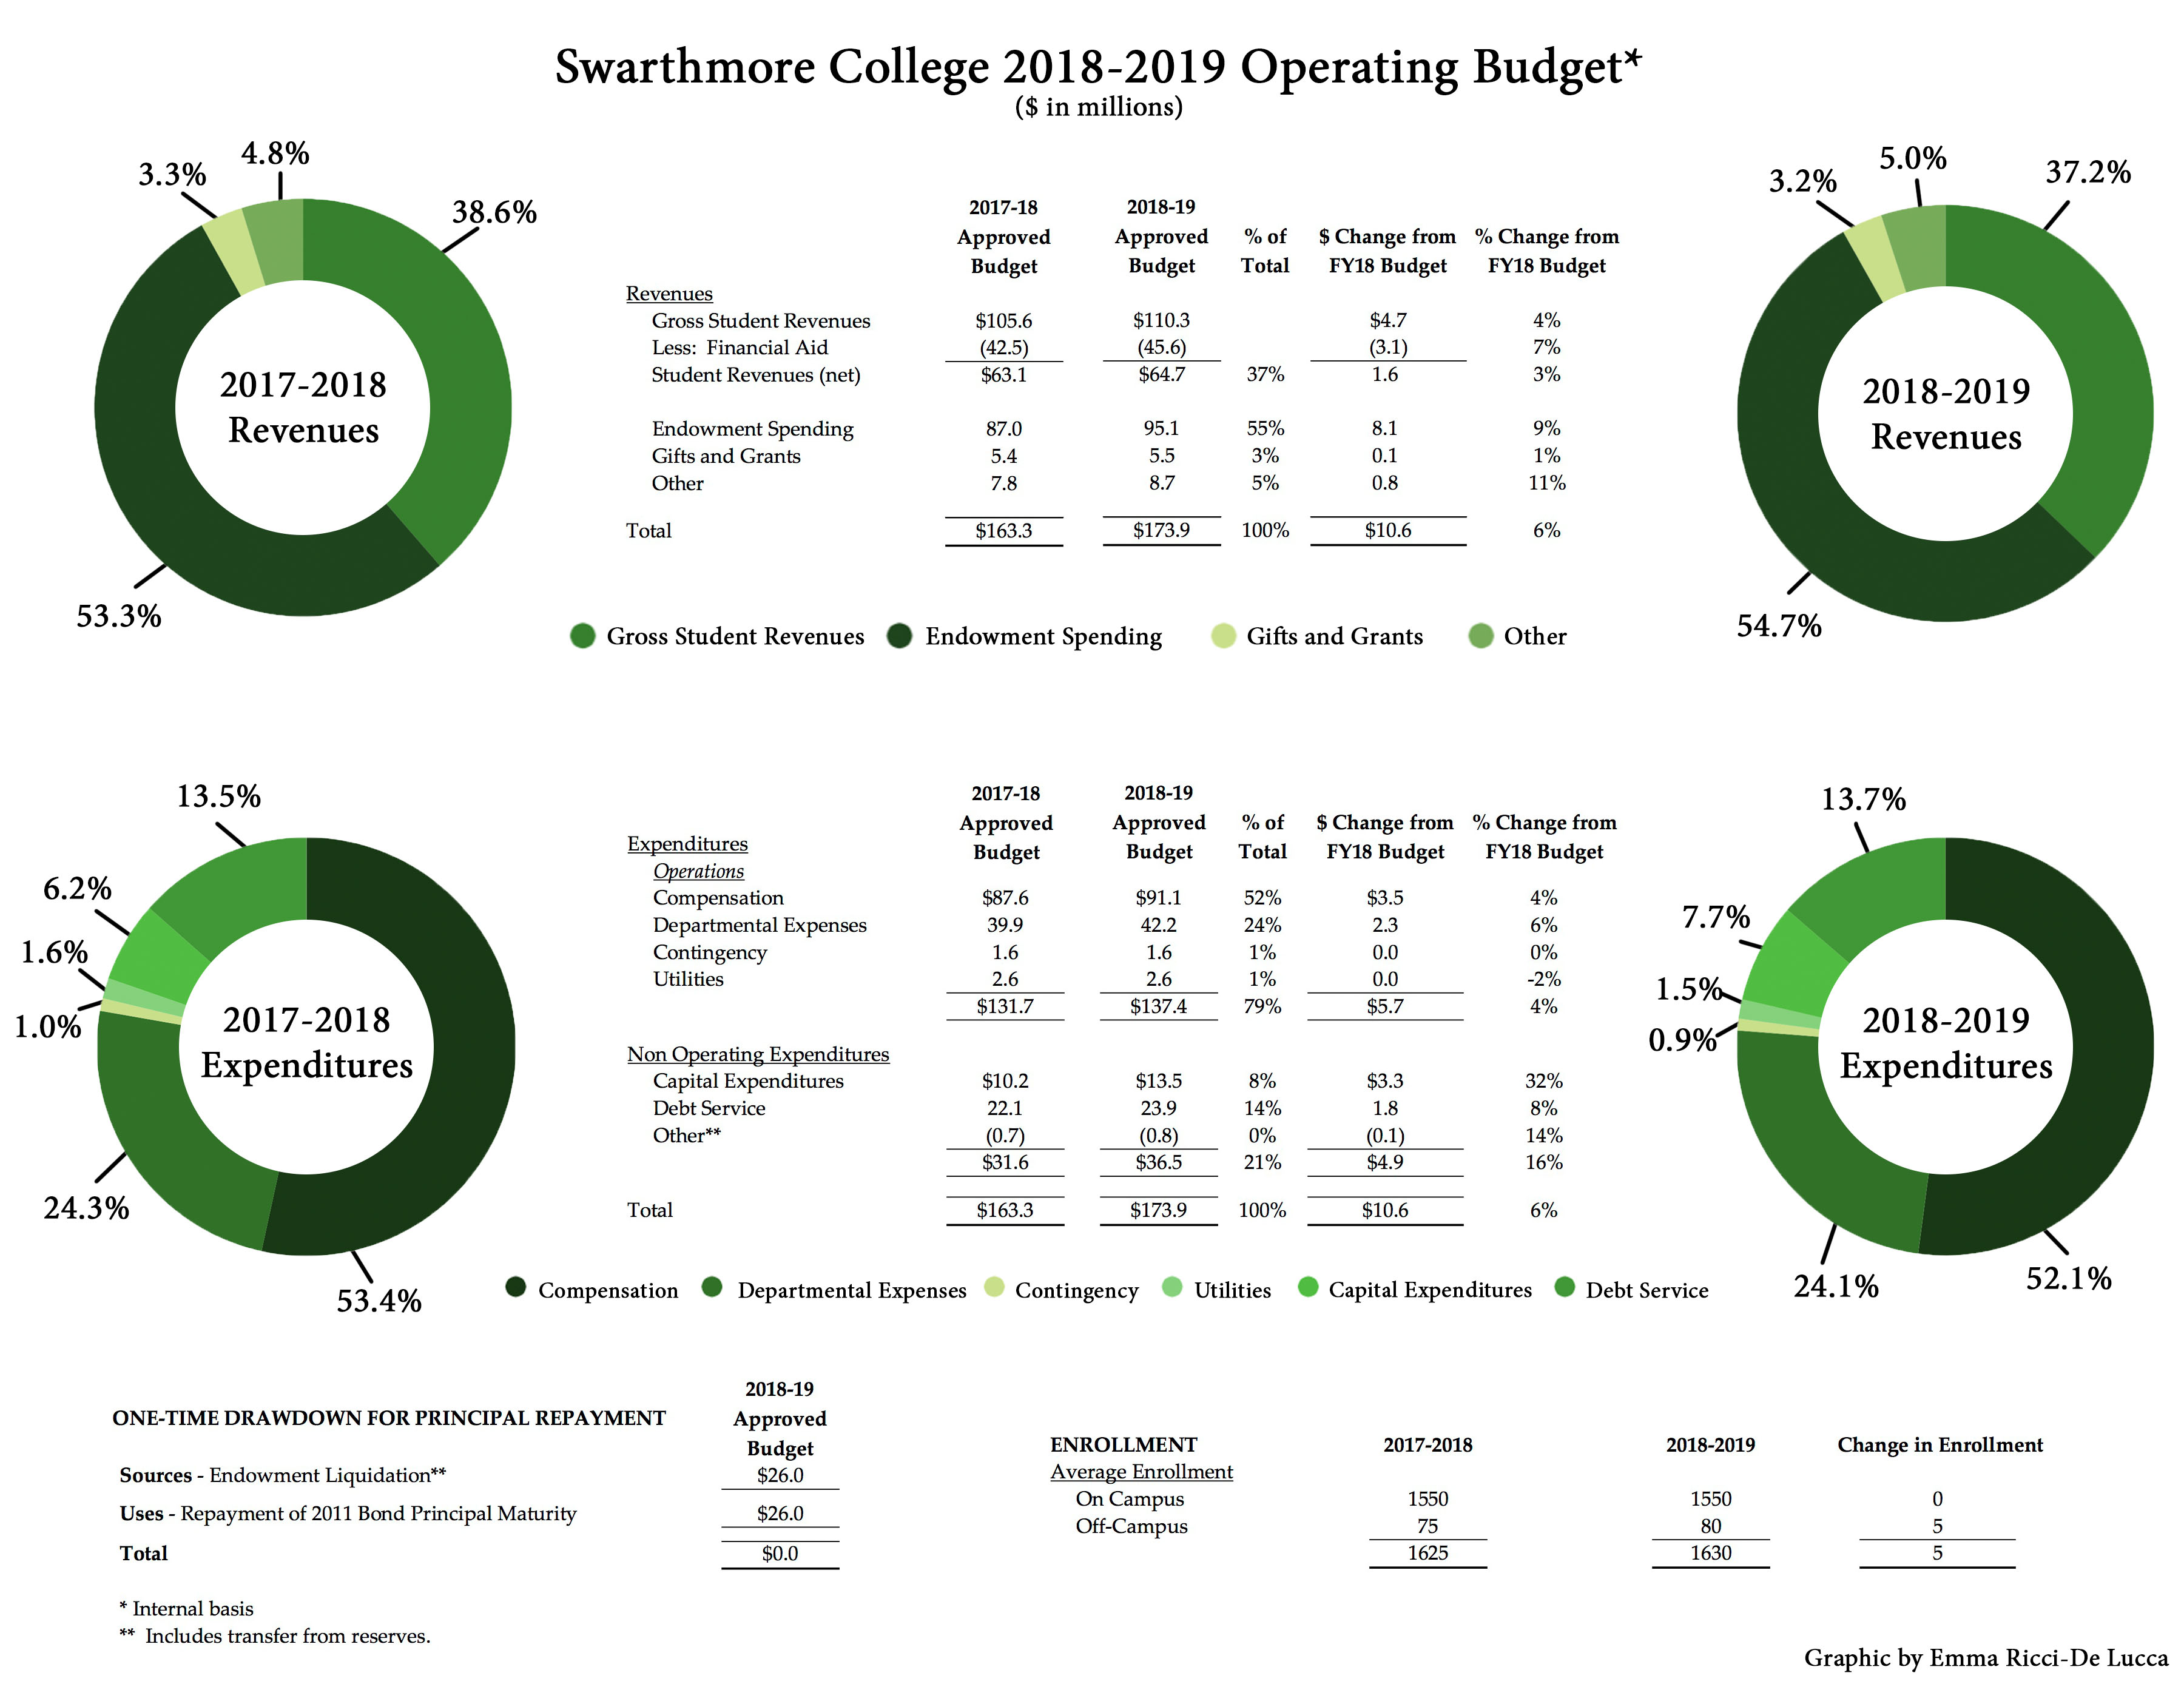 Swarthmore College 2018-2019 Operating Budget*
($ in millions)
3.3%
4.8%
38.6%
53.3%
2017-2018
Revenues
2017-18 2018-19
Approved Approved % of $ Change from % Change from
Budget Budget Total FY18 Budget FY18 Budget
Revenues
Gross Student Revenues $105.6 $110.3 $4.7 4%
Less: Financial Aid (42.5) (45.6) (3.1) 7%
Student Revenues (net) $63.1 $64.7 37% 1.6 3%
Endowment Spending 87.0 95.1 55% 8.1 9%
Gifts and Grants 5.4 5.5 3% 0.1 1%
Other 7.8 8.7 5% 0.8 11%
Total $163.3 $173.9 100% $10.6 6%
3.2%
5.0%
37.2%
54.7%
2018-2019
Revenues
Gross Student Revenues Endowment Spending Gifts and Grants Other
13.5%
6.2%
1.6%
1.0%
24.3%
53.4%
2017-2018
Expenditures
2017-18 2018-19
Approved Approved % of $ Change from % Change from
Budget Budget Total FY18 Budget FY18 Budget
Expenditures
Operations
Compensation $87.6 $91.1 52% $3.5 4%
Departmental Expenses 39.9 42.2 24% 2.3 6%
Contingency 1.6 1.6 1% 0.0 0%
Utilities 2.6 2.6 1% 0.0 -2%
$131.7 $137.4 79% $5.7 4%
Non Operating Expenditures
Capital Expenditures $10.2 $13.5 8% $3.3 32%
Debt Service 22.1 23.9 14% 1.8 8%
Other** (0.7) (0.8) 0% (0.1) 14%
$31.6 $36.5 21% $4.9 16%
Total $163.3 $173.9 100% $10.6 6%
13.7%
7.7%
1.5%
0.9%
24.1%
52.1%
2018-2019
Expenditures
Compensation Departmental Expenses Contingency Utilities Capital Expenditures Debt Service
2018-19
ONE-TIME DRAWDOWN FOR PRINCIPAL REPAYMENT Approved
Budget
Sources - Endowment Liquidation** $26.0
Uses - Repayment of 2011 Bond Principal Maturity $26.0
Total $0.0
ENROLLMENT 2017-2018 2018-2019 Change in Enrollment
Average Enrollment
On Campus 1550 1550 0
Off-Campus 75 80 5
1625 1630 5
* Internal basis
** Includes transfer from reserves.
Graphic by Emma Ricci-De Lucca